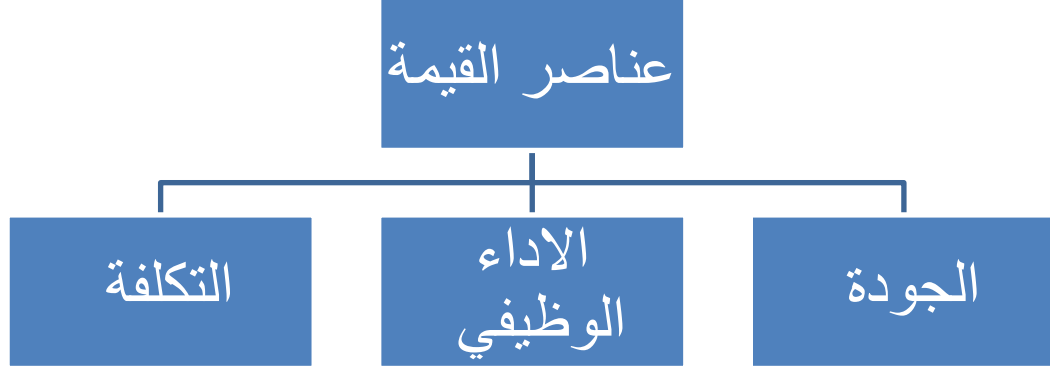 عناصر القيمة
الجودة
الاداء
الوظيفي
التكلفة